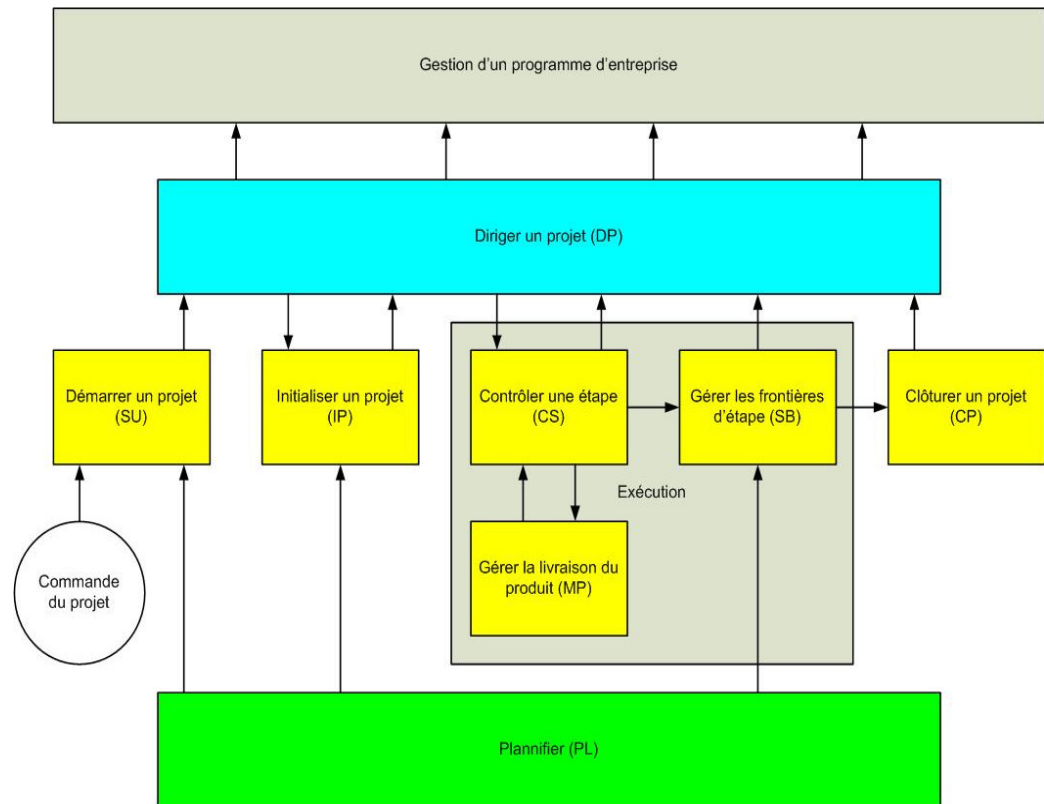 Gestion d’un programme d’entreprise
Diriger un projet (DP)
Démarrer un projet
(SU)
Initialiser un projet
(IP)
Contrôler une étape
(CS)
Gérer les frontières
d’étape (SB)
Clôturer un projet
(CP)
Exécution
Gérer la livraison du
produit (MP)
Commande
du projet
Plannifier (PL)